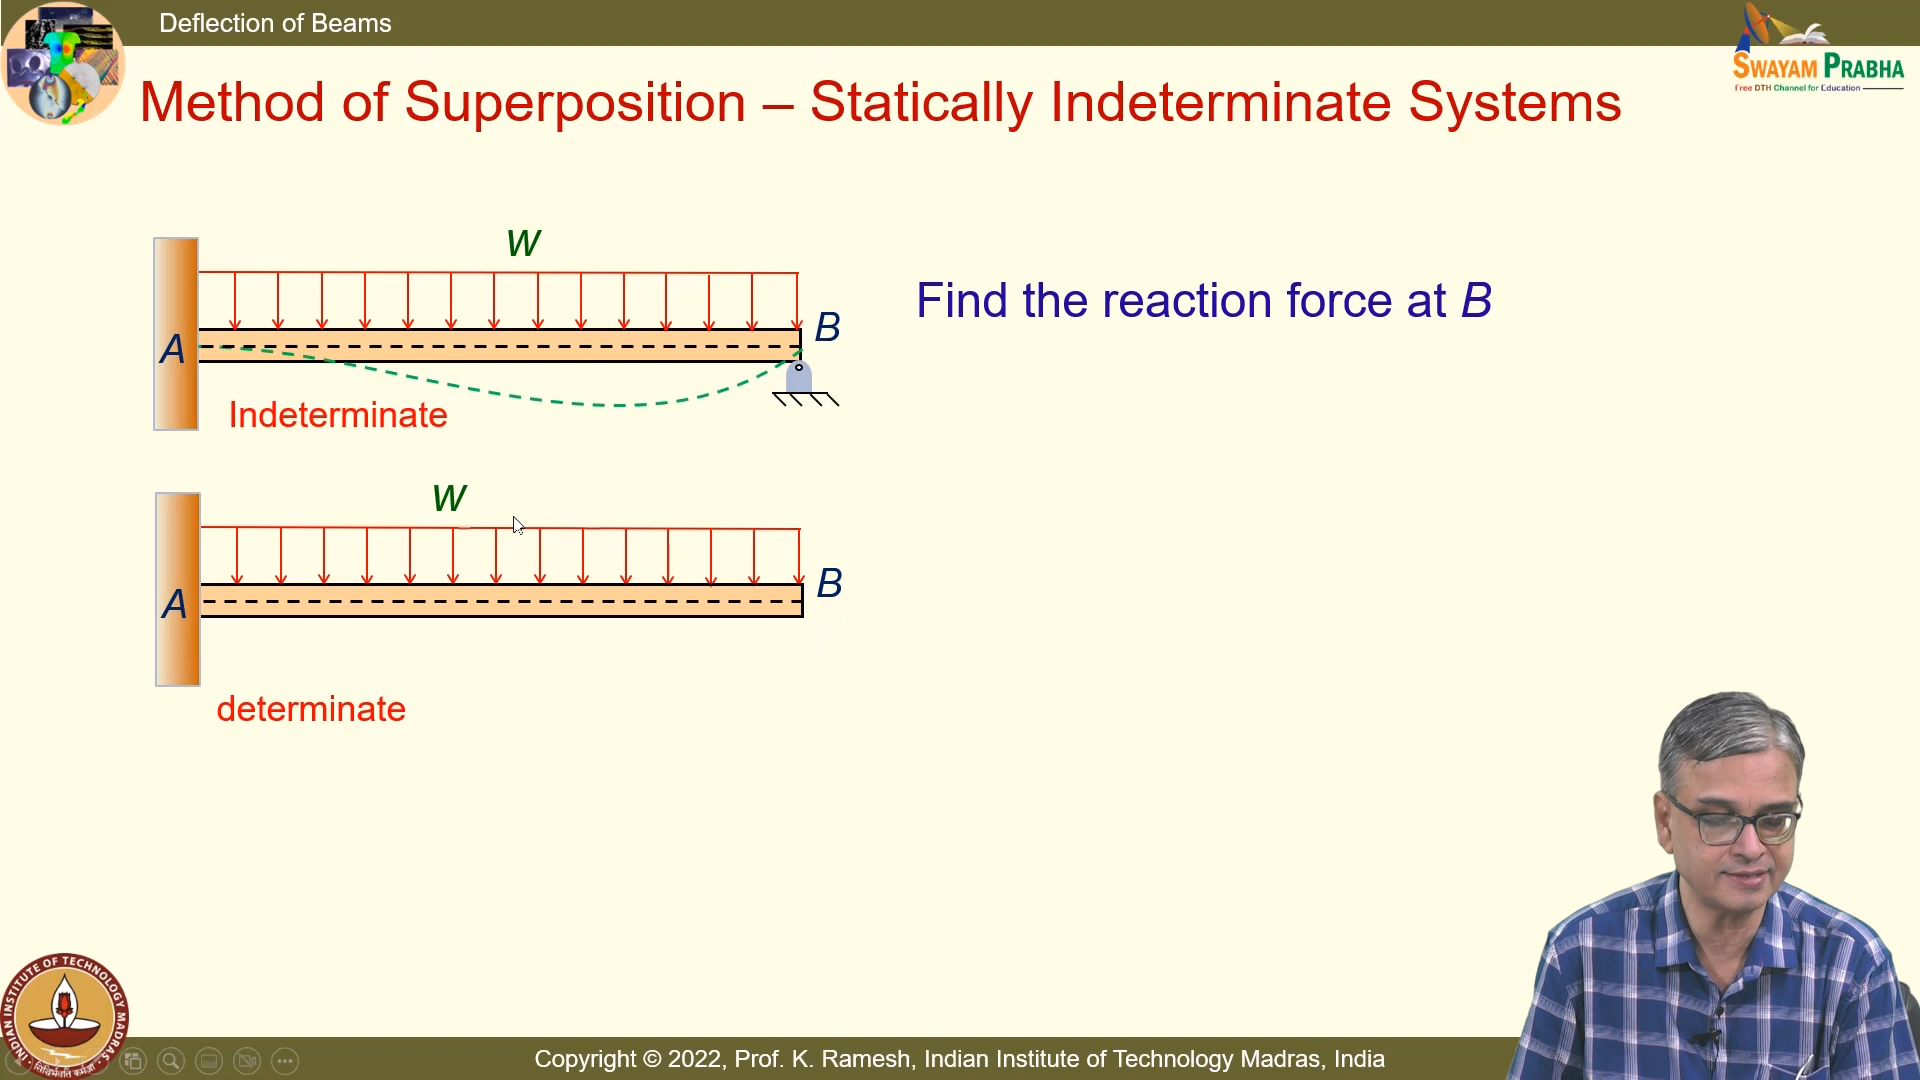 Deflection of Beams
SWAYAM PRABHA
Free DTH Channel for Education
Method of Superposition – Statically Indeterminate Systems
w
Find the reaction force at B
B
A
Indeterminate
w
B
A
determinate
INDIAN INSTITUTE OF TECHNOLOGY MADRAS
Copyright © 2022, Prof. K. Ramesh, Indian Institute of Technology Madras, India